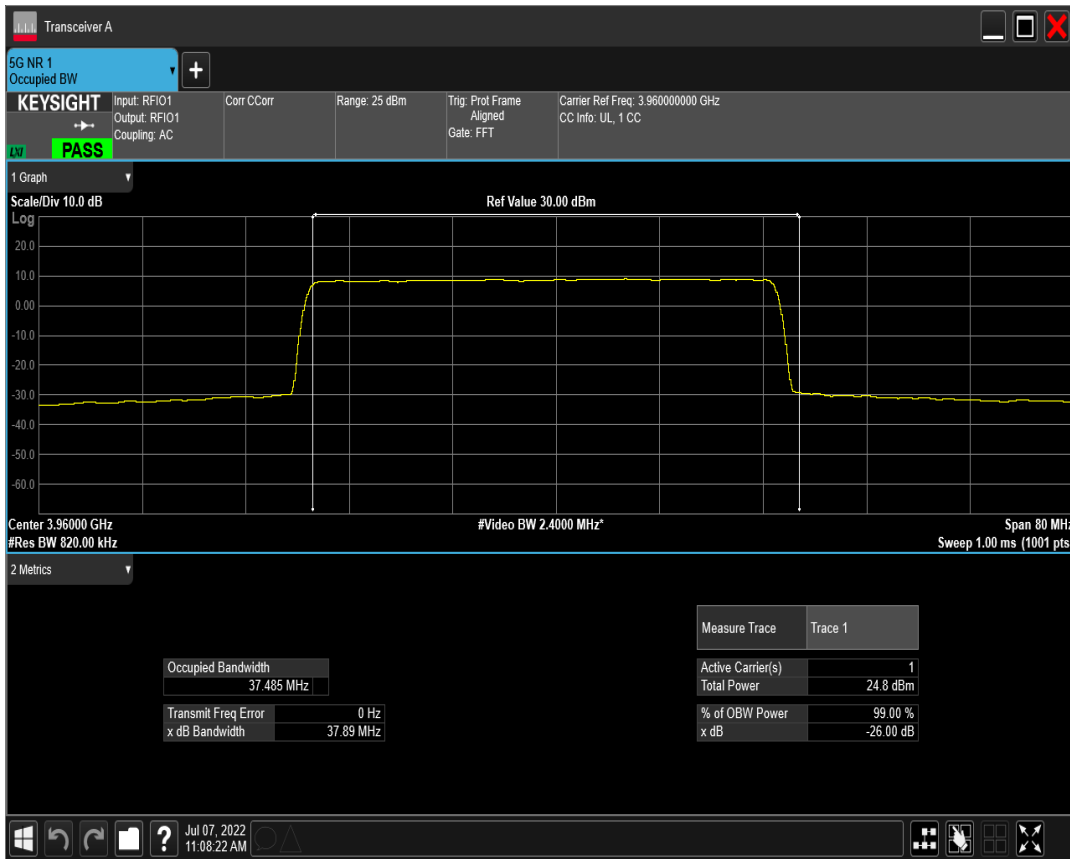 Transceiver A
5G NR 1
Occupied BW
+
KEYSIGHT
LXI
PASS
Input: RFIO1
Output: RFIO1
Coupling: AC
Corr CCorr
Range: 25 dBm
Trig: Prot Frame
Aligned
Gate: FFT
Carrier Ref Freq: 3.960000000 GHz
CC Info: UL, 1 CC
1 Graph
Scale/Div 10.0 dB
Ref Value 30.00 dBm
Log
20.0
10.0
0.00
-10.0
-20.0
-30.0
-40.0
-50.0
-60.0
Center 3.96000 GHz
#Video BW 2.4000 MHz*
Span 80 MHz
#Res BW 820.00 kHz
Sweep 1.00 ms (1001 pts
2 Metrics
Measure Trace Trace 1
Occupied Bandwidth
37.485 MHz
Active Carrier(s) 1
Total Power 24.8 dBm
Transmit Freq Error 0 Hz
x dB Bandwidth 37.89 MHz
% of OBW Power 99.00 %
x dB -26.00 dB
?
Jul 07, 2022
11:08:22 AM